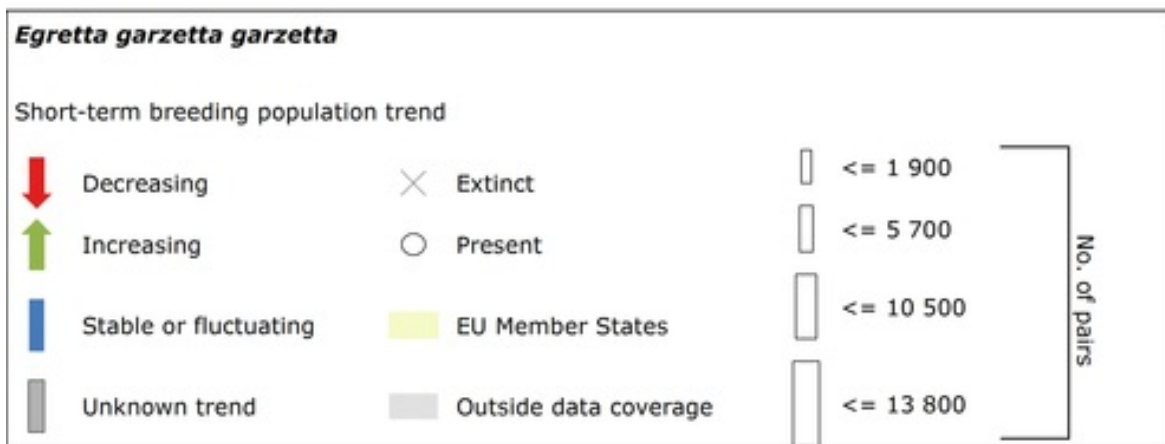 Egretta garzetta garzetta
Short-term breeding population trend
Decreasing
Increasing
Stable or fluctuating
Unknown trend
Extinct
Present
EU Member States
Outside data coverage
<= 1 900
<= 5 700
<= 10 500
<= 13 800
No. of pairs